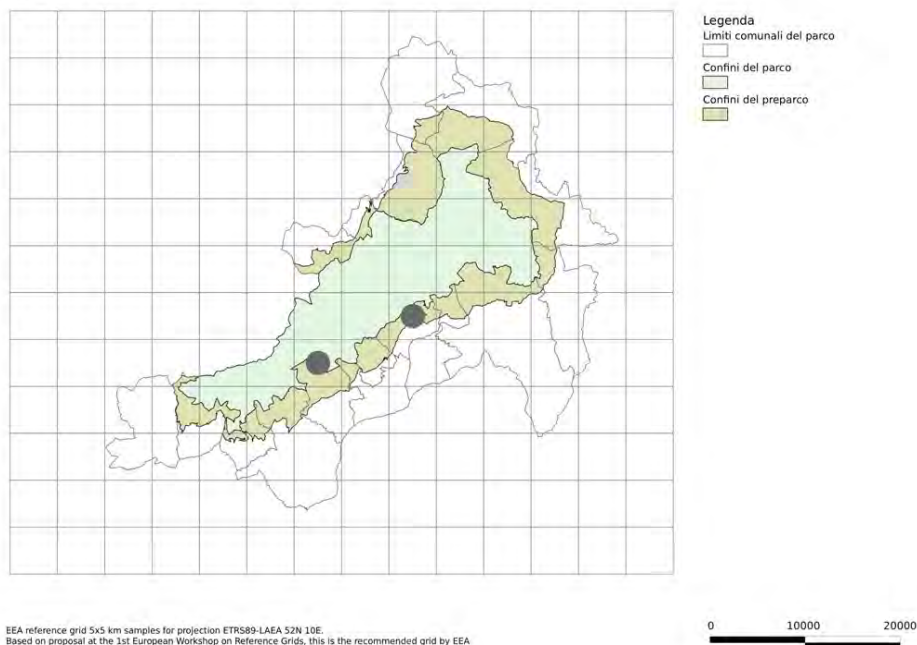 Legenda
Limiti comunali del parco
Confini del parco
Confini del preparco
EEA reference grid 5x5 km samples for projection ETRS89-LAEA 52N 10E.
Based on proposal at the 1st European Workshop on Reference Grids, this is the recommended grid by EEA
0 10000 20000